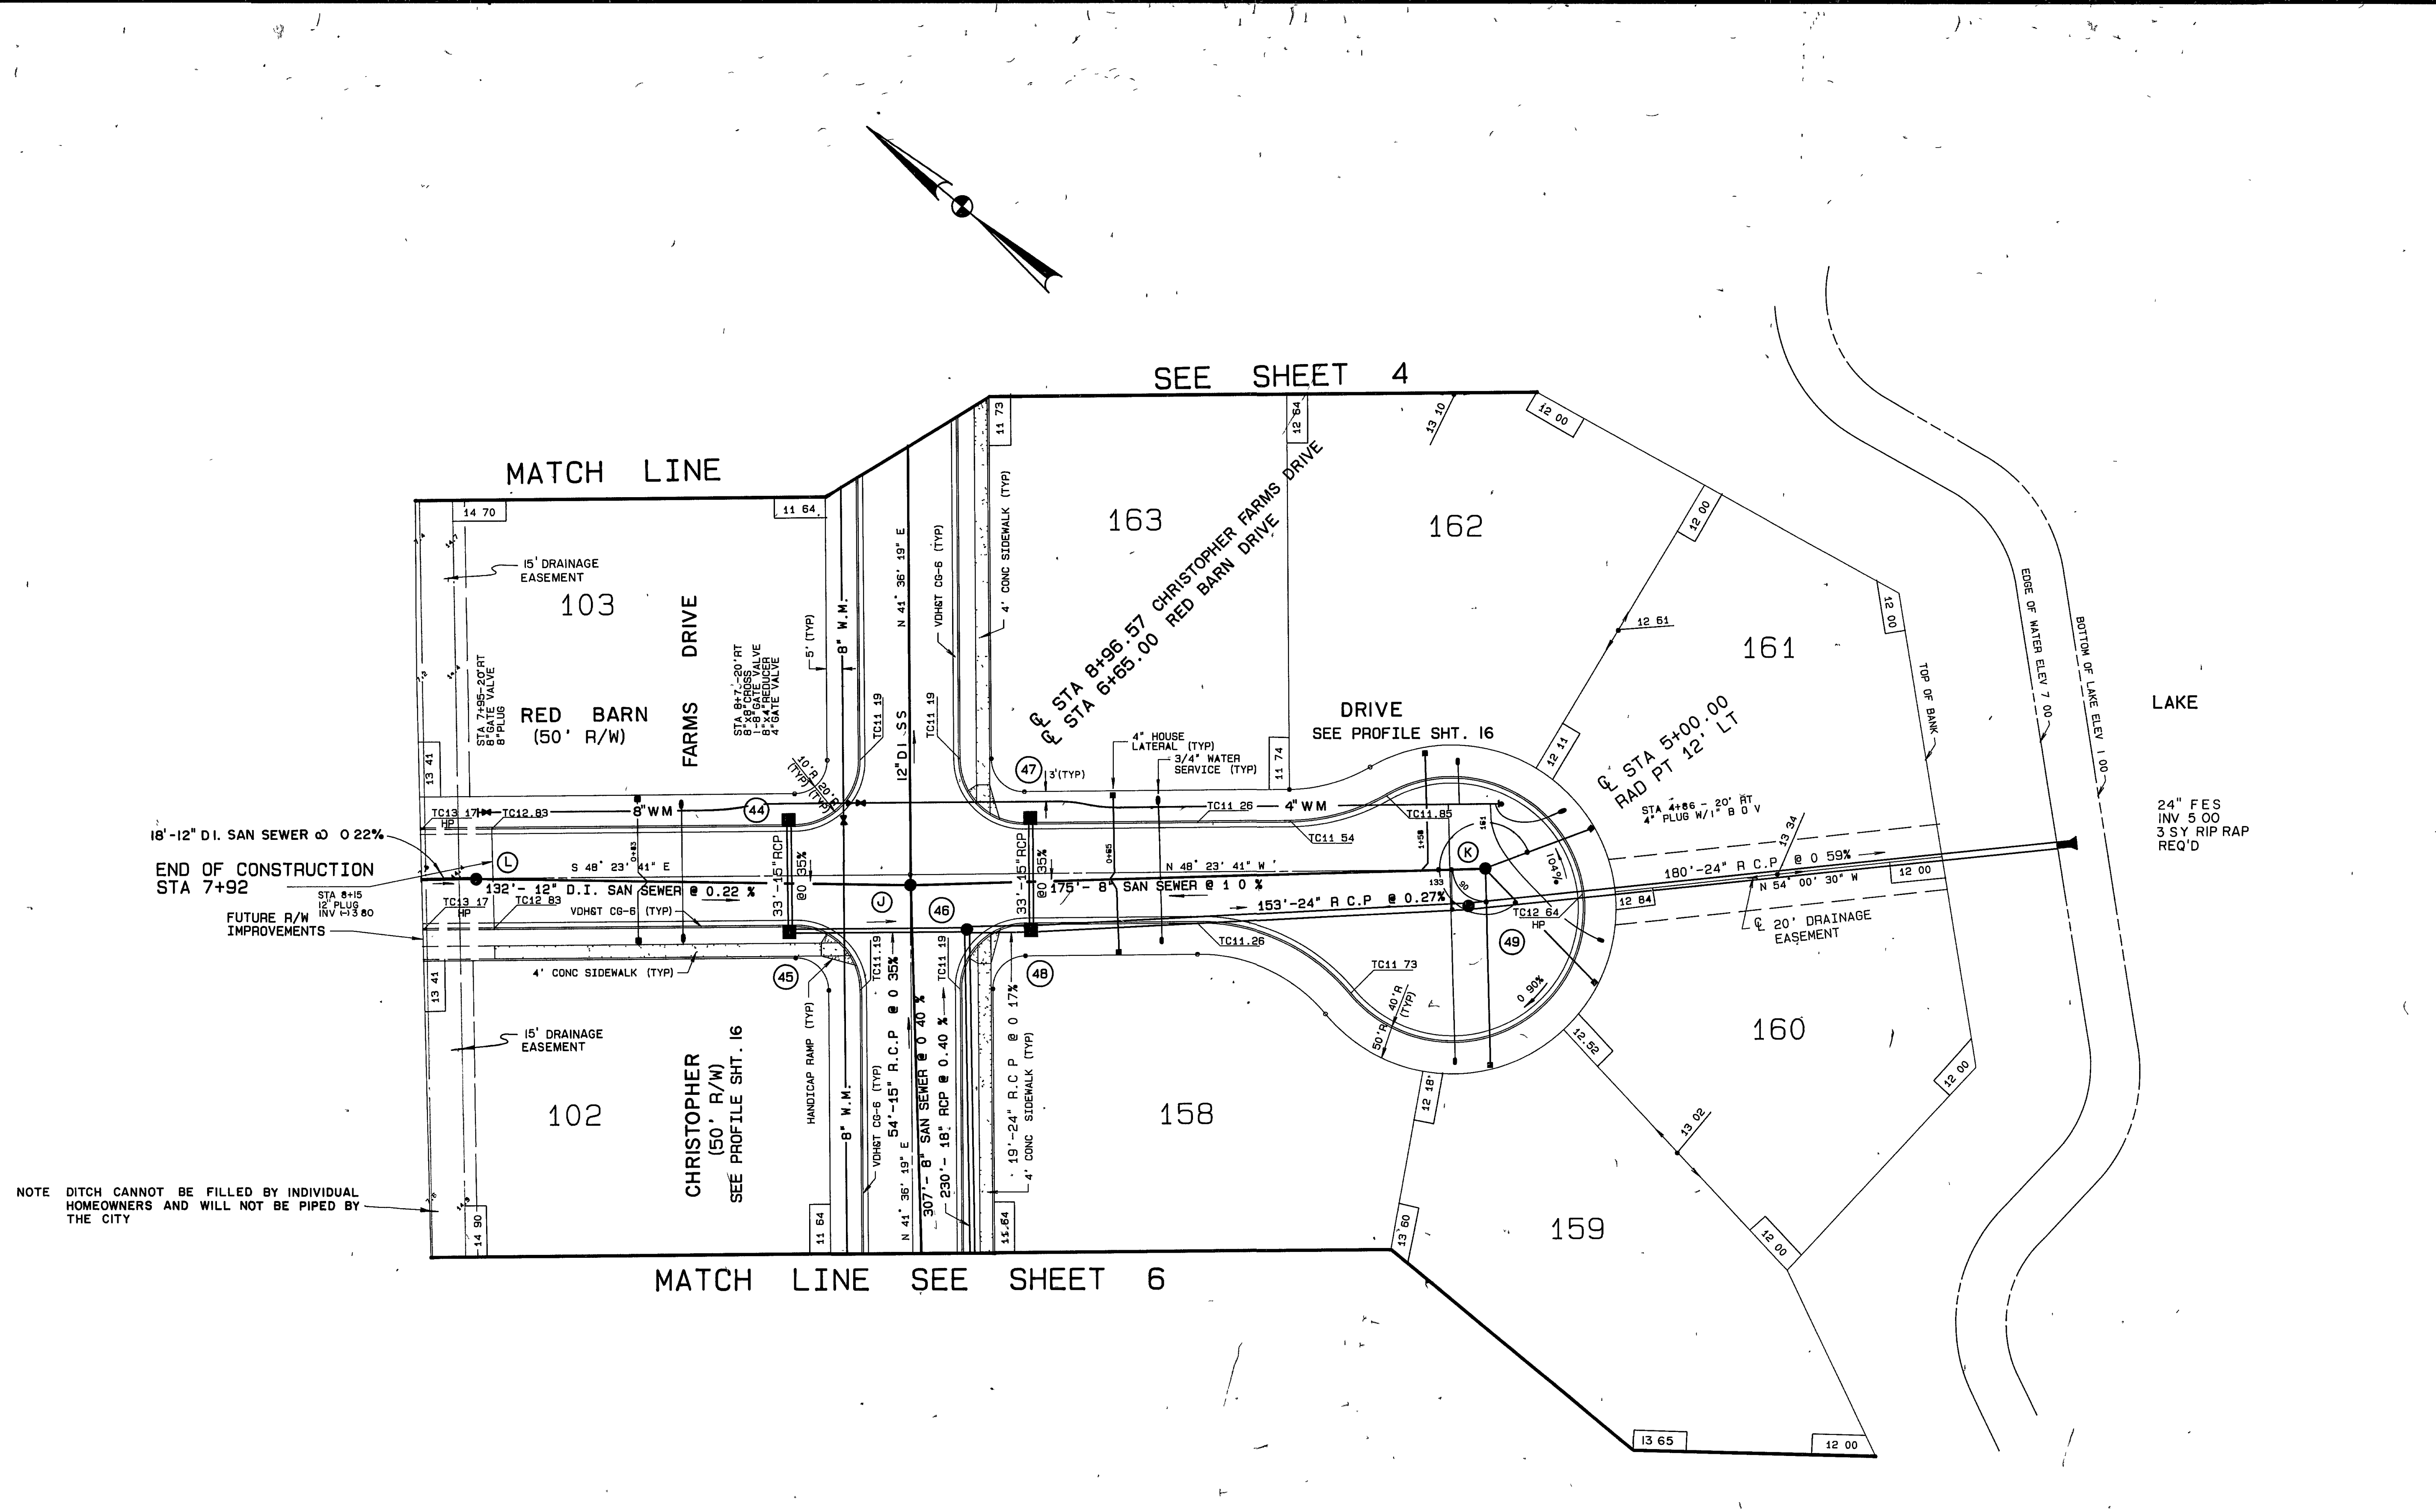 SEE SHEET 4
MATCH LINE
14 70
11 64
11 73
12 64
13 10
12 00
15' DRAINAGE
EASEMENT
103
FARMS DRIVE
5' (TYP)
8" W.M.
N 41° 36' 19" E
VDH&T CG-6 (TYP)
4' CONC SIDEWALK (TYP)
163
162
℄ STA 8+96.57 CHRISTOPHER FARMS DRIVE
℄ STA 6+65.00 RED BARN DRIVE
12 00
12 61
12 00
161
EDGE OF WATER ELEV 7 00
BOTTOM OF LAKE ELEV 1 00
TOP OF BANK
LAKE
STA 7+95-20'RT
8"GATE VALVE
8"PLUG
RED BARN
(50' R/W)
STA 8+7 -20'RT
8"X8"CROSS
1-8"GATE VALVE
8"X4"REDUCER
4"GATE VALVE
TC11 19
12"DI. SS
TC11 19
DRIVE
SEE PROFILE SHT. 16
4" HOUSE
LATERAL (TYP)
3/4" WATER
SERVICE (TYP)
11 74
12 11
℄ STA 5+00.00
RAD PT 12' LT
STA 4+86 - 20' RT
4" PLUG W/1" B O V
13 34
13 41
10'R
(TYP)
20'R
(TYP)
47
3'(TYP)
44
TC13 17
HP
TC12.83
8"WM
TC11 26
4"WM
TC11.85
TC11 54
24" FES
INV 5 00
3 SY RIP RAP
REQ'D
18'-12" D I. SAN SEWER @ 0 22%
END OF CONSTRUCTION
STA 7+92
STA 8+15
12" PLUG
INV (-)3 80
FUTURE R/W
IMPROVEMENTS
L
0+83
S 48° 23' 41" E
33'-15"RCP
@0 35%
33'-15"RCP
@0 35%
0+65
N 48° 23' 41" W
1+58
161
K
1 04%
132'- 12" D.I. SAN SEWER @ 0.22 %
175'- 8" SAN SEWER @ 1 0 %
133
90
180'-24" R C.P @ 0 59%
N 54° 00' 30" W
12 00
TC13 17
HP
TC12 83
VDH&T CG-6 (TYP)
J
46
153'-24" R C.P @ 0.27%
12 84
TC12 64
HP
℄ 20' DRAINAGE
EASEMENT
4' CONC SIDEWALK (TYP)
45
TC11.19
TC11 19
48
TC11.26
49
TC11 73
0 90%
13 41
15' DRAINAGE
EASEMENT
102
CHRISTOPHER
(50' R/W)
SEE PROFILE SHT. 16
HANDICAP RAMP (TYP)
8" W.M.
VDH&T CG-6 (TYP)
54'-15" R.C.P @ 0 35%
N 41° 36' 19" E
307'- 8" SAN SEWER @ 0 40 %
230'- 18" RCP @ 0.40 %
19'-24" R.C P @ 0 17%
4' CONC SIDEWALK (TYP)
158
50'R
40'R
(TYP)
12 18
12.52
160
12 00
13 02
NOTE DITCH CANNOT BE FILLED BY INDIVIDUAL
HOMEOWNERS AND WILL NOT BE PIPED BY
THE CITY
14 90
11 64
11.64
13 60
159
12 00
MATCH LINE SEE SHEET 6
13 65
12 00